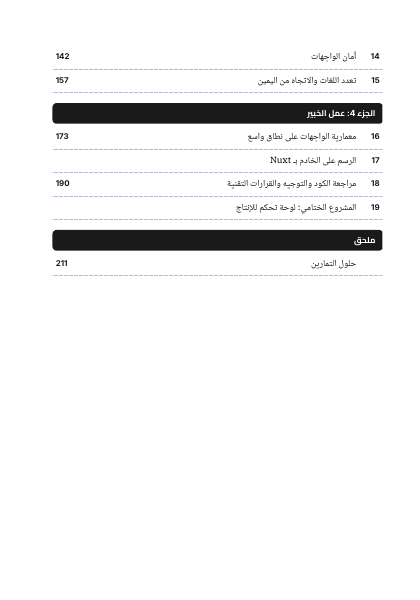 14 أمان الواجهات 142
15 تعدد اللغات والاتجاه من اليمين 157
الجزء 4: عمل الخبير
16 معمارية الواجهات على نطاق واسع 173
17 الرسم على الخادم بـ Nuxt
18 مراجعة الكود والتوجيه والقرارات التقنية 190
19 المشروع الختامي: لوحة تحكم للإنتاج
ملحق
حلول التمارين 211